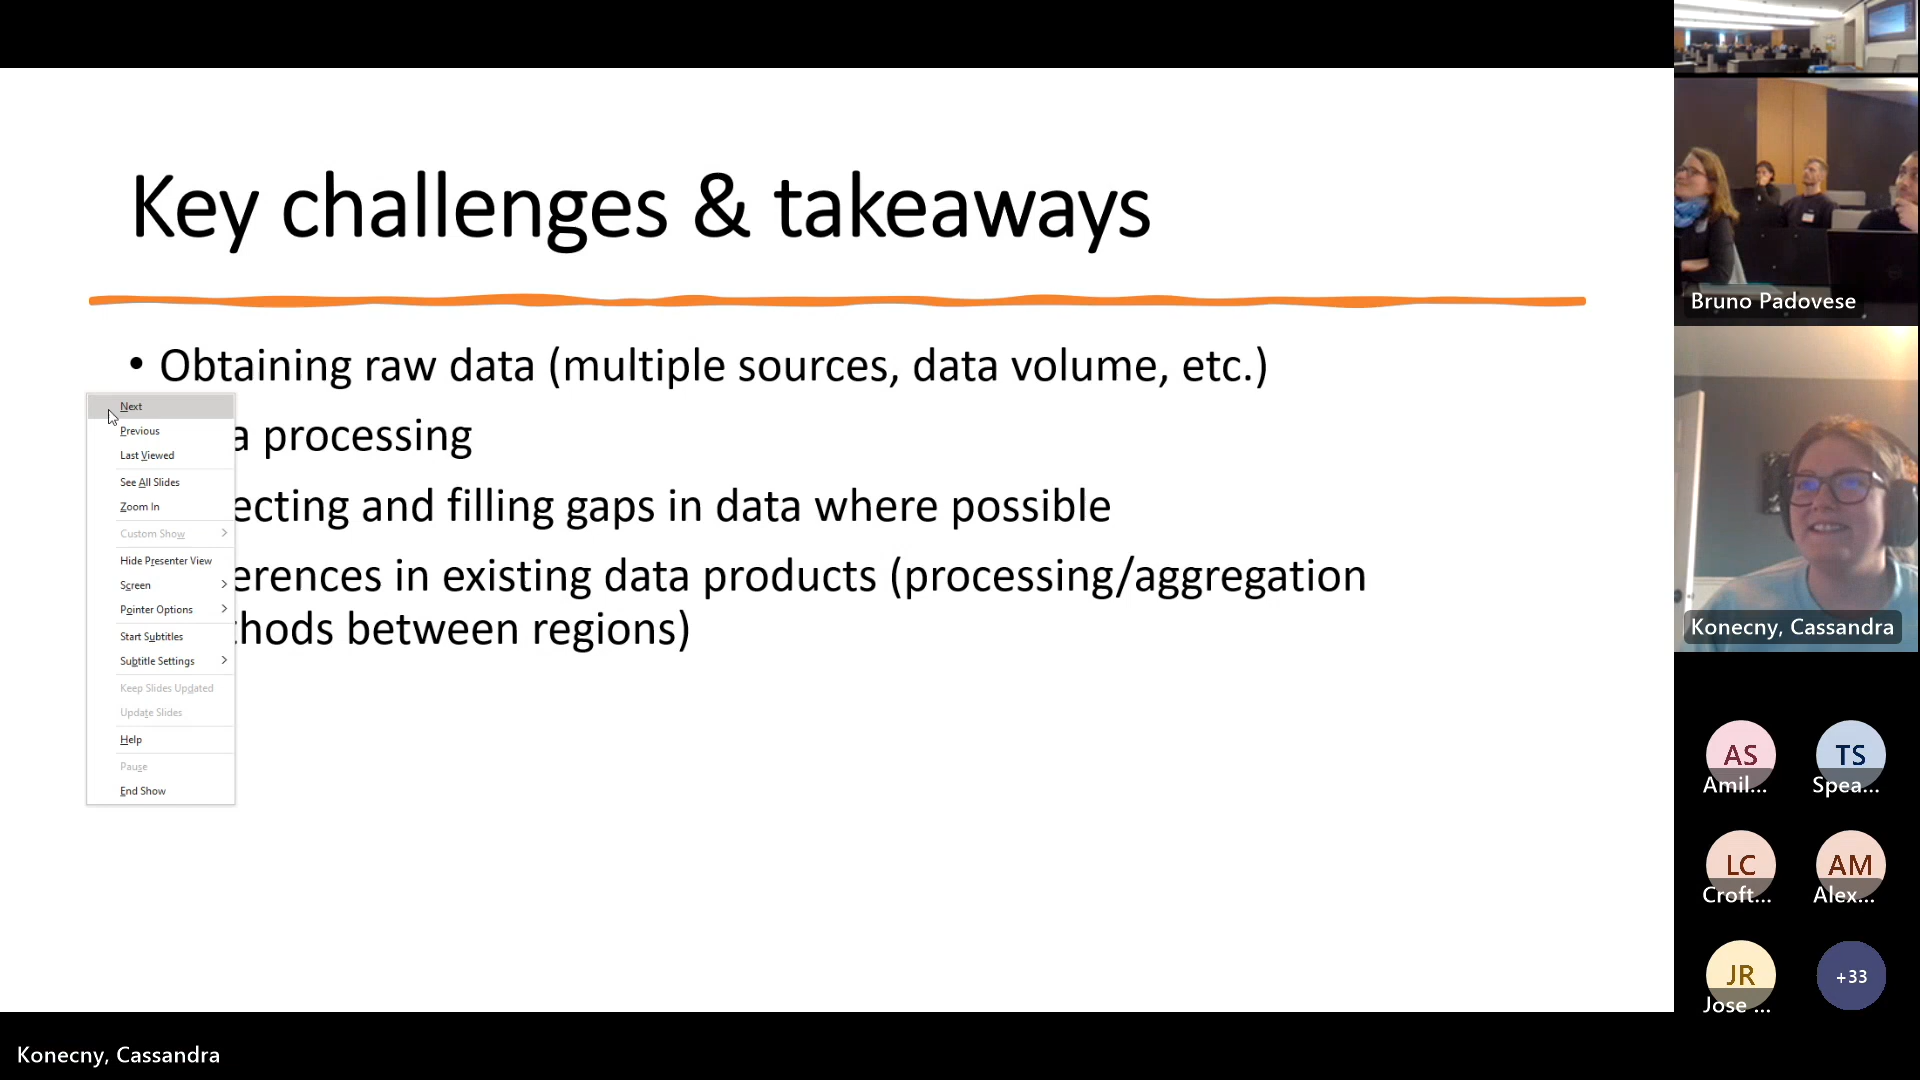 Key challenges & takeaways
• Obtaining raw data (multiple sources, data volume, etc.)
a processing
ecting and filling gaps in data where possible
erences in existing data products (processing/aggregation
hods between regions)
Next
Previous
Last Viewed
See All Slides
Zoom In
Custom Show
Hide Presenter View
Screen
Pointer Options
Start Subtitles
Subtitle Settings
Keep Slides Updated
Update Slides
Help
Pause
End Show
Bruno Padovese
Konecny, Cassandra
AS
Amil...
TS
Spea...
LC
Croft...
AM
Alex...
JR
Jose ...
+33
Konecny, Cassandra